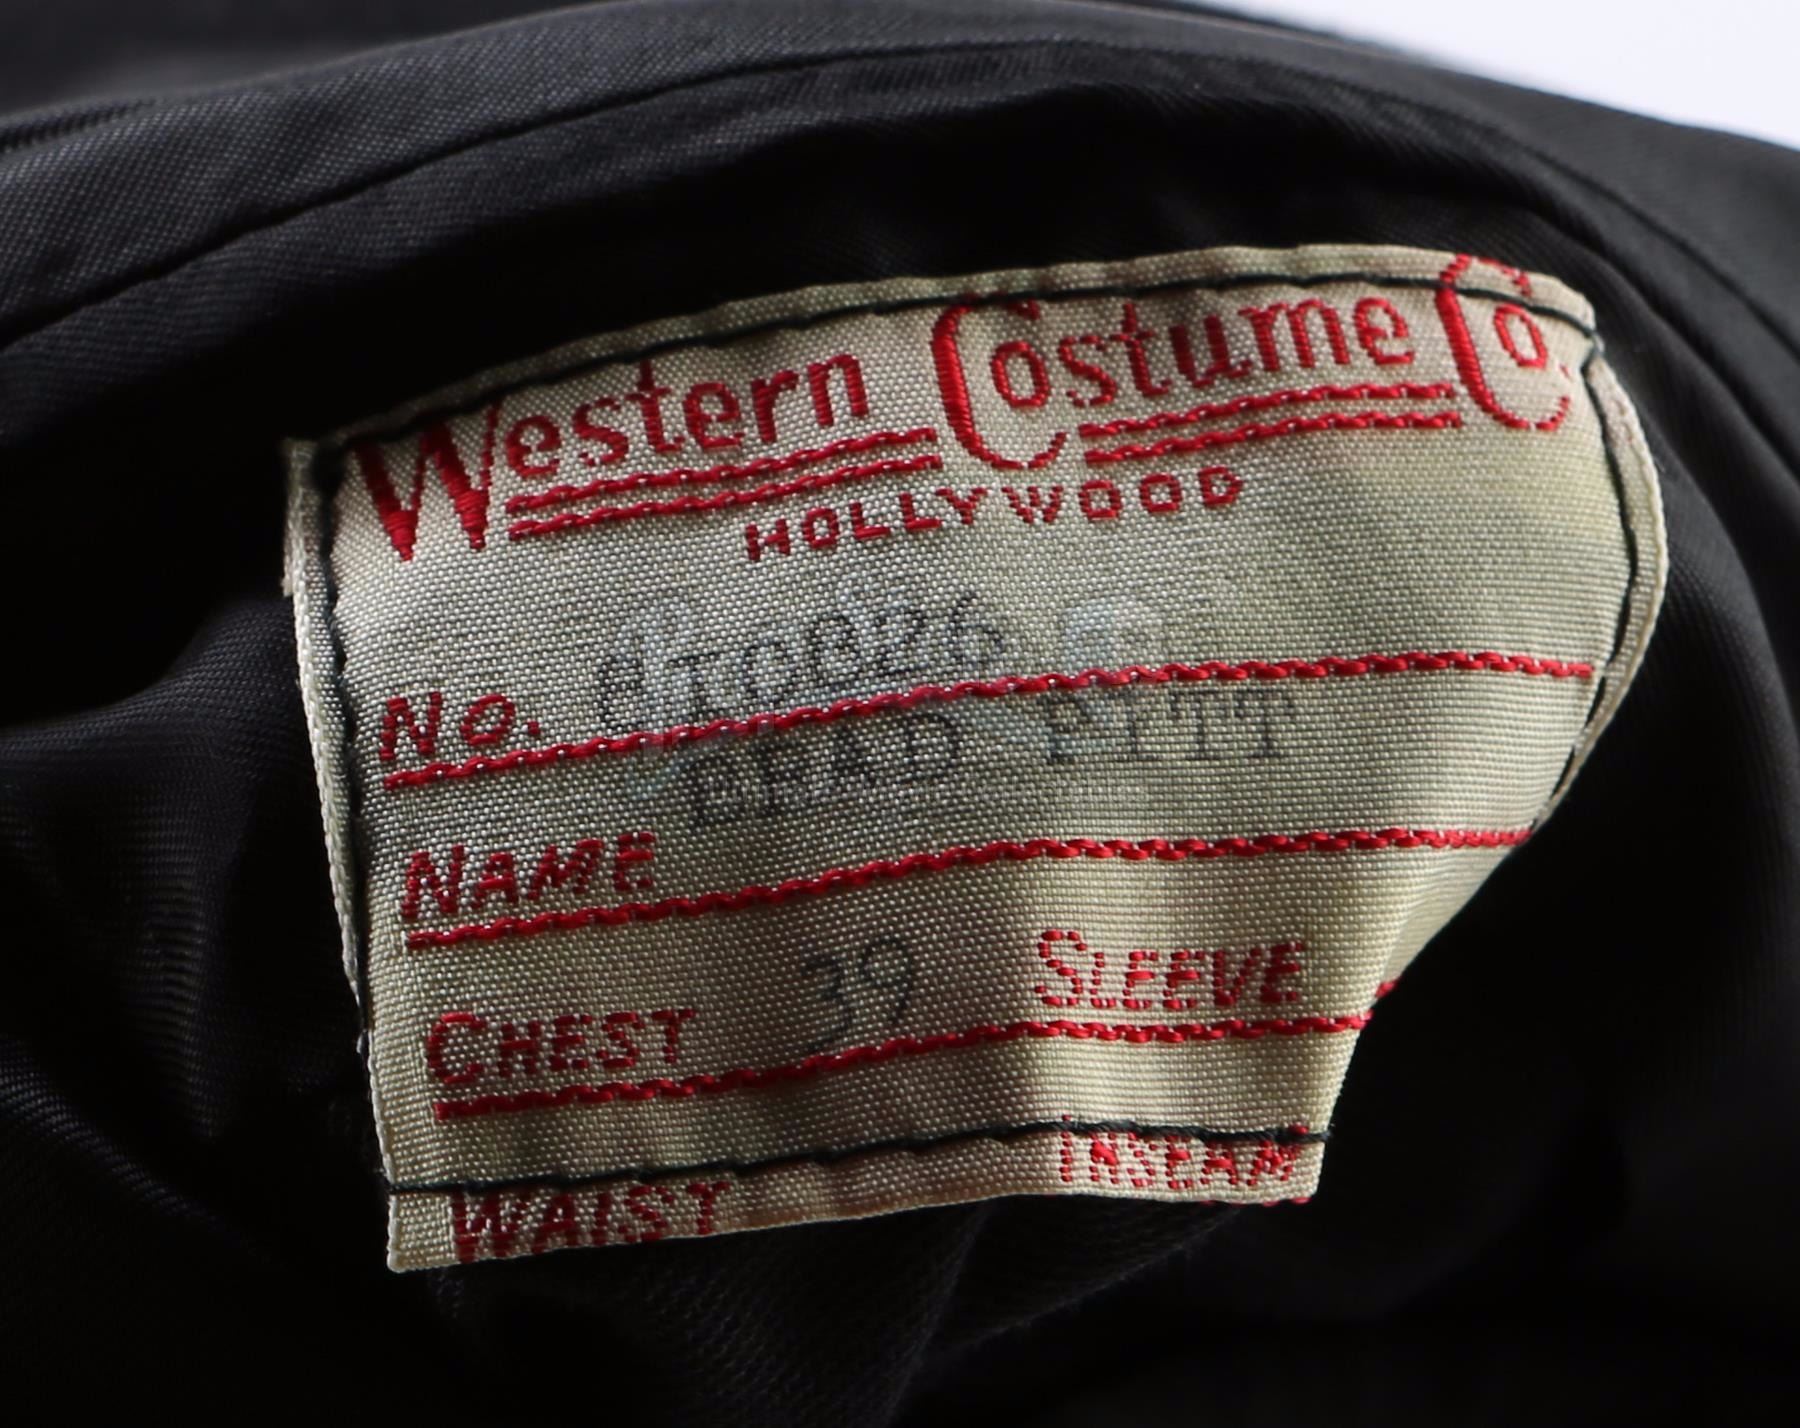 Western Costume Co.
HOLLYWOOD
No.
BRAD PITT
NAME
CHEST 39 SLEEVE
WAIST INSEAM